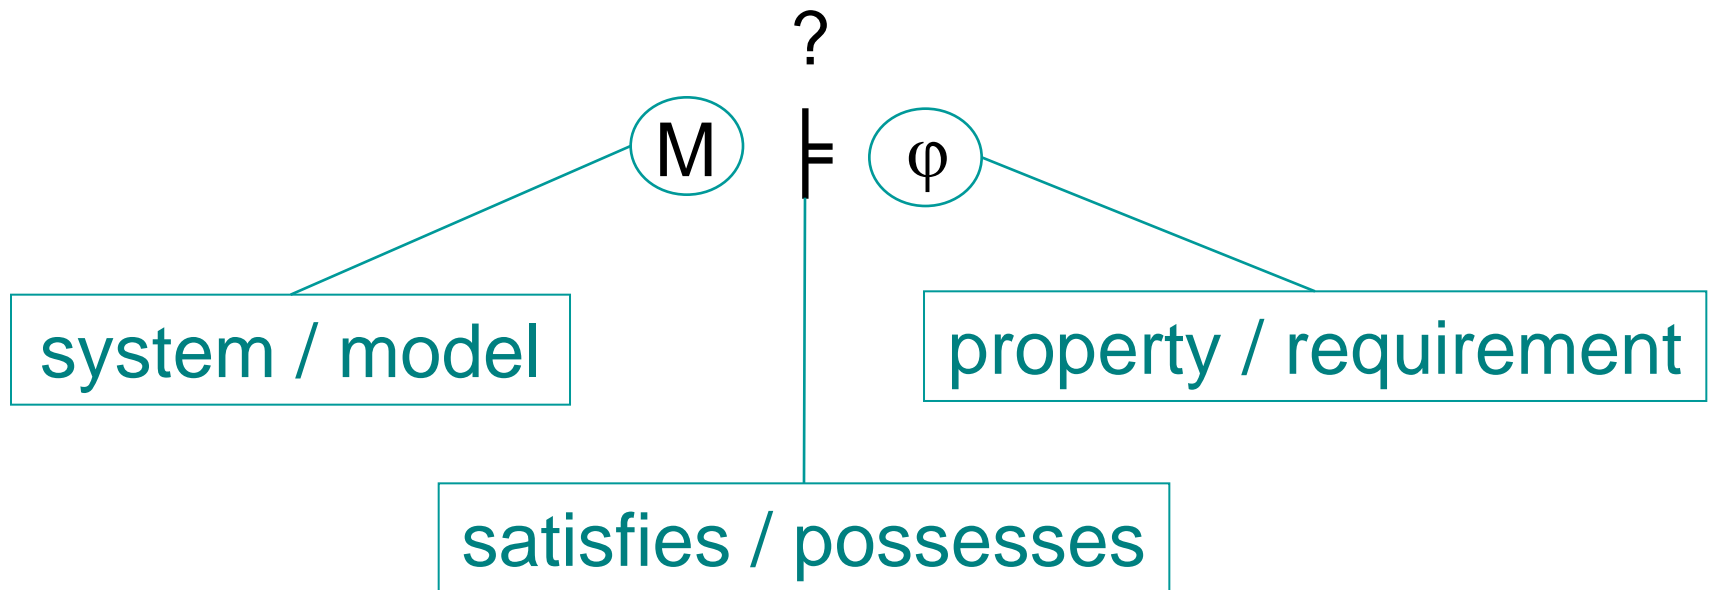 ?
M ⊨ φ
system / model
property / requirement
satisfies / possesses